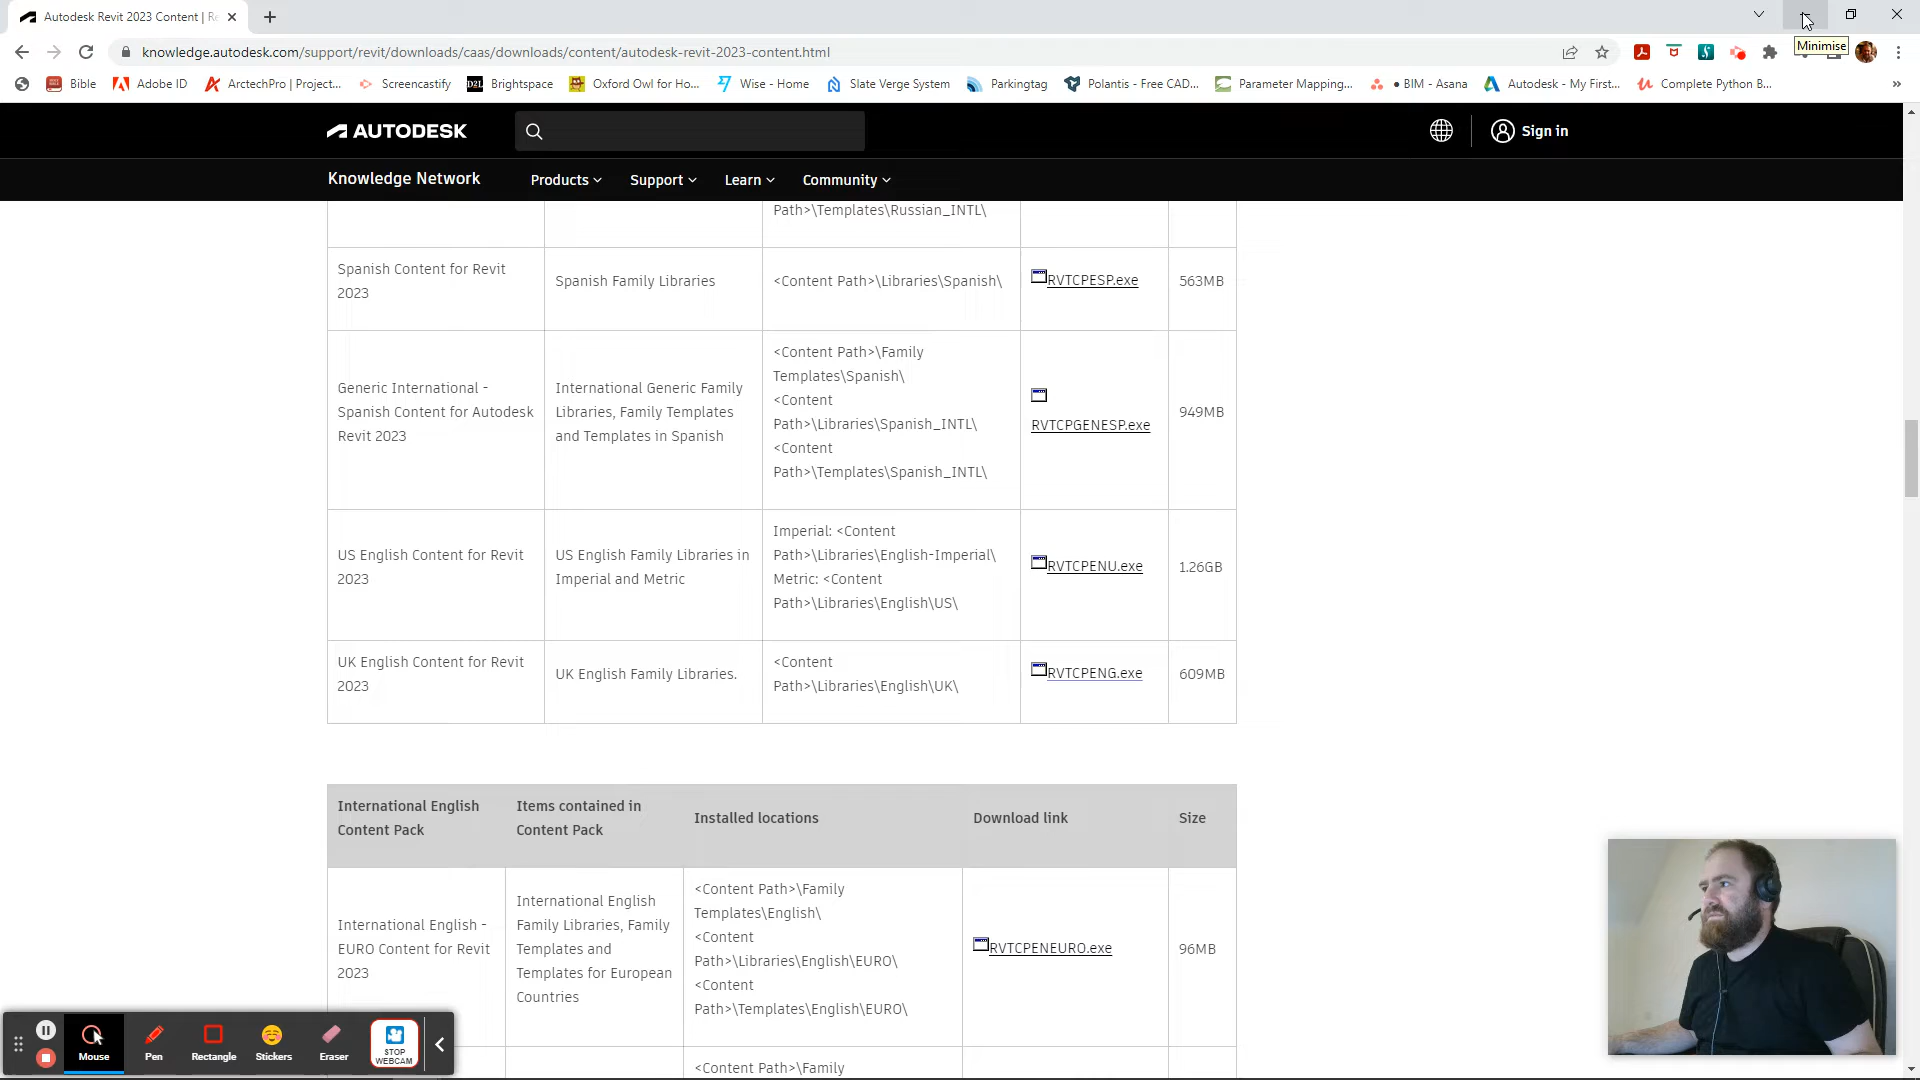 Autodesk Revit 2023 Content | Re
Minimise
knowledge.autodesk.com/support/revit/downloads/caas/downloads/content/autodesk-revit-2023-content.html
Bible
Adobe ID
ArctechPro | Project...
Screencastify
D2L
Brightspace
Oxford Owl for Ho...
Wise - Home
Slate Verge System
Parkingtag
Polantis - Free CAD...
Parameter Mapping...
● BIM - Asana
Autodesk - My First...
Complete Python B...
»
AUTODESK
Sign in
Knowledge Network
Products
Support
Learn
Community
Path>\Templates\Russian_INTL\
Spanish Content for Revit
2023
Spanish Family Libraries
<Content Path>\Libraries\Spanish\
RVTCPESP.exe
563MB
Generic International -
Spanish Content for Autodesk
Revit 2023
International Generic Family
Libraries, Family Templates
and Templates in Spanish
<Content Path>\Family
Templates\Spanish\
<Content
Path>\Libraries\Spanish_INTL\
<Content
Path>\Templates\Spanish_INTL\
RVTCPGENESP.exe
949MB
US English Content for Revit
2023
US English Family Libraries in
Imperial and Metric
Imperial: <Content
Path>\Libraries\English-Imperial\
Metric: <Content
Path>\Libraries\English\US\
RVTCPENU.exe
1.26GB
UK English Content for Revit
2023
UK English Family Libraries.
<Content
Path>\Libraries\English\UK\
RVTCPENG.exe
609MB
International English
Content Pack
Items contained in
Content Pack
Installed locations
Download link
Size
International English -
EURO Content for Revit
2023
International English
Family Libraries, Family
Templates and
Templates for European
Countries
<Content Path>\Family
Templates\English\
<Content
Path>\Libraries\English\EURO\
<Content
Path>\Templates\English\EURO\
RVTCPENEURO.exe
96MB
<Content Path>\Family
Mouse
Pen
Rectangle
Stickers
Eraser
STOP
WEBCAM